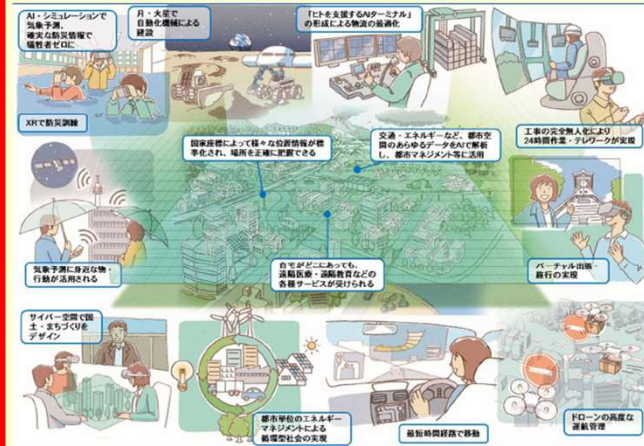 AI・シミュレーションで
気象予測、
確実な防災情報で
犠牲者ゼロに
月・火星で
自動化機械による
建設
「ヒトを支援するAIターミナル」
の形成による物流の最適化
XRで防災訓練
国家座標によって様々な位置情報が標
準化され、場所を正確に把握できる
交通・エネルギーなど、都市空
間のあらゆるデータをAIで解析
し、都市マネジメント等に活用
工事の完全無人化により
24時間作業・テレワークが実現
気象予測に身近な物・
行動が活用される
自宅がどこにあっても、
遠隔医療・遠隔教育などの
各種サービスが受けられる
バーチャル出張・
旅行の実現
サイバー空間で国
土・まちづくりを
デザイン
都市単位のエネルギー
マネジメントによる
循環型社会の実現
最短時間経路で移動
ドローンの高度な
運航管理